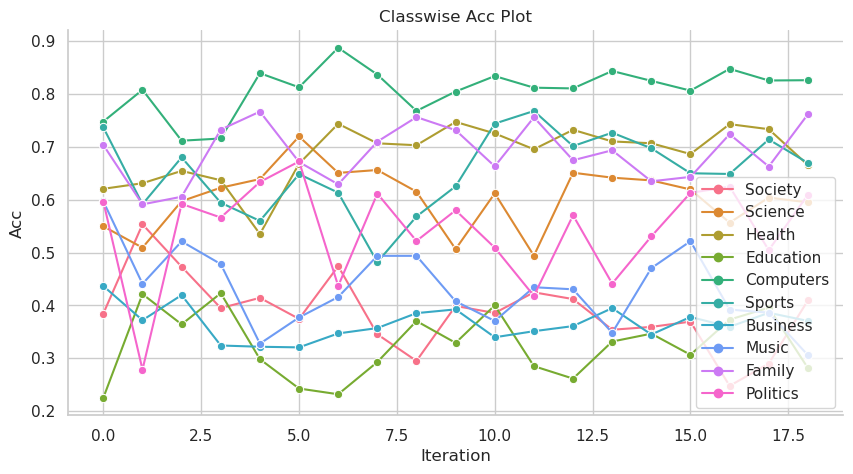 Classwise Acc Plot
Acc
0.9
0.8
0.7
0.6
0.5
0.4
0.3
0.2
Society
Science
Health
Education
Computers
Sports
Business
Music
Family
Politics
0.0 2.5 5.0 7.5 10.0 12.5 15.0 17.5
Iteration